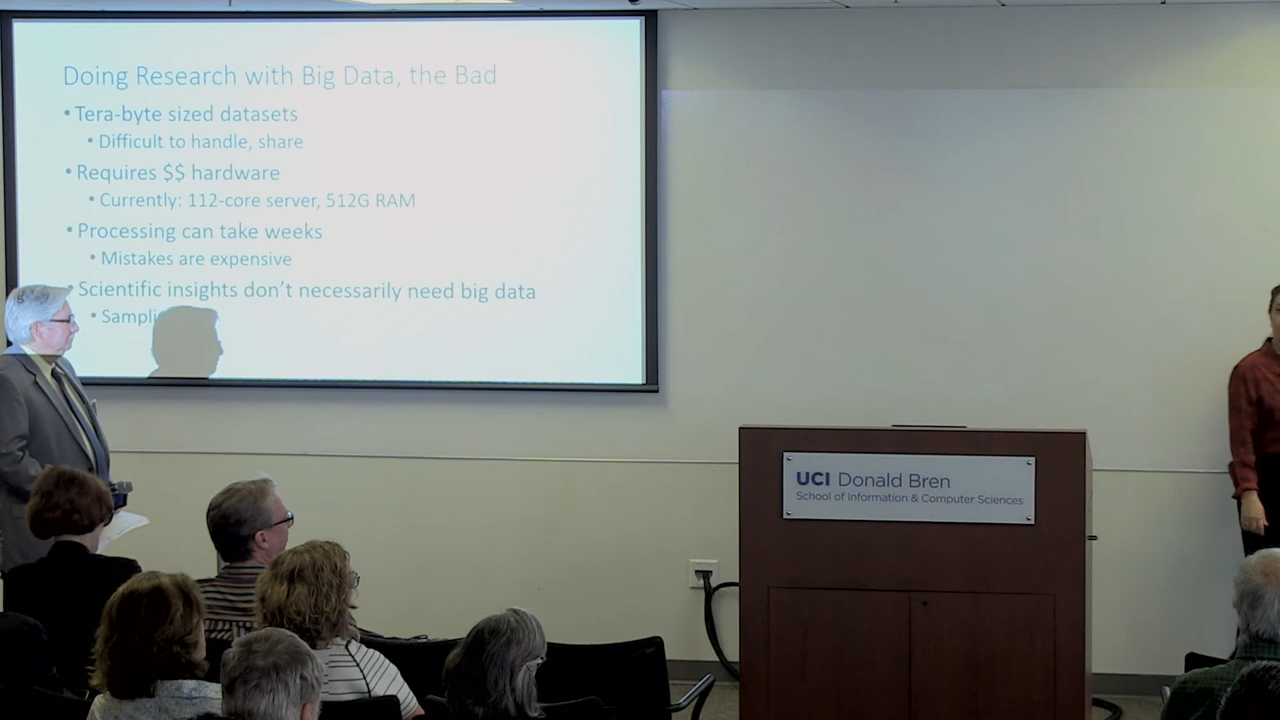 Doing Research with Big Data, the Bad
• Tera-byte sized datasets
• Difficult to handle, share
• Requires $$ hardware
• Currently: 112-core server, 512G RAM
• Processing can take weeks
• Mistakes are expensive
Scientific insights don't necessarily need big data
•
UCI Donald Bren
School of Information & Computer Sciences